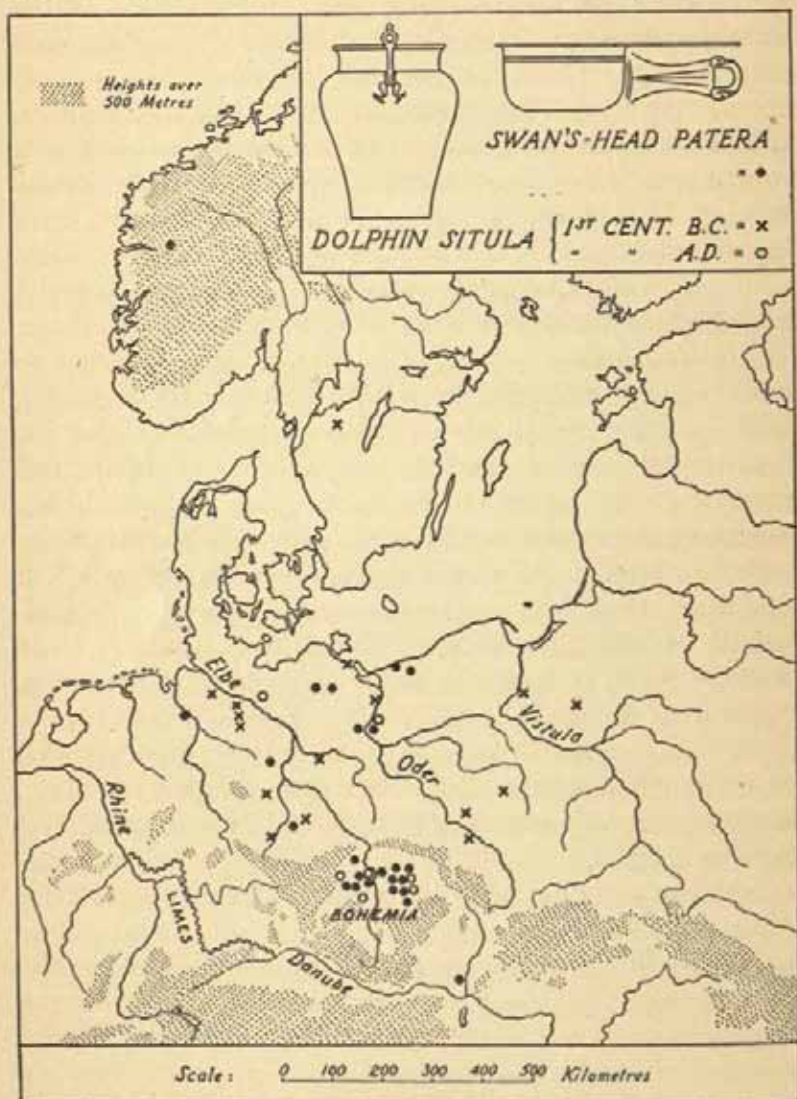 Heights over
500 Metres
SWAN'S-HEAD PATERA
" •
DOLPHIN SITULA { 1ST CENT. B.C. " ×
" " A.D. " ○
Elbe
Vistula
Oder
Rhine
LIMES
BOHEMIA
Danube
Scale : 0 100 200 300 400 500 Kilometres